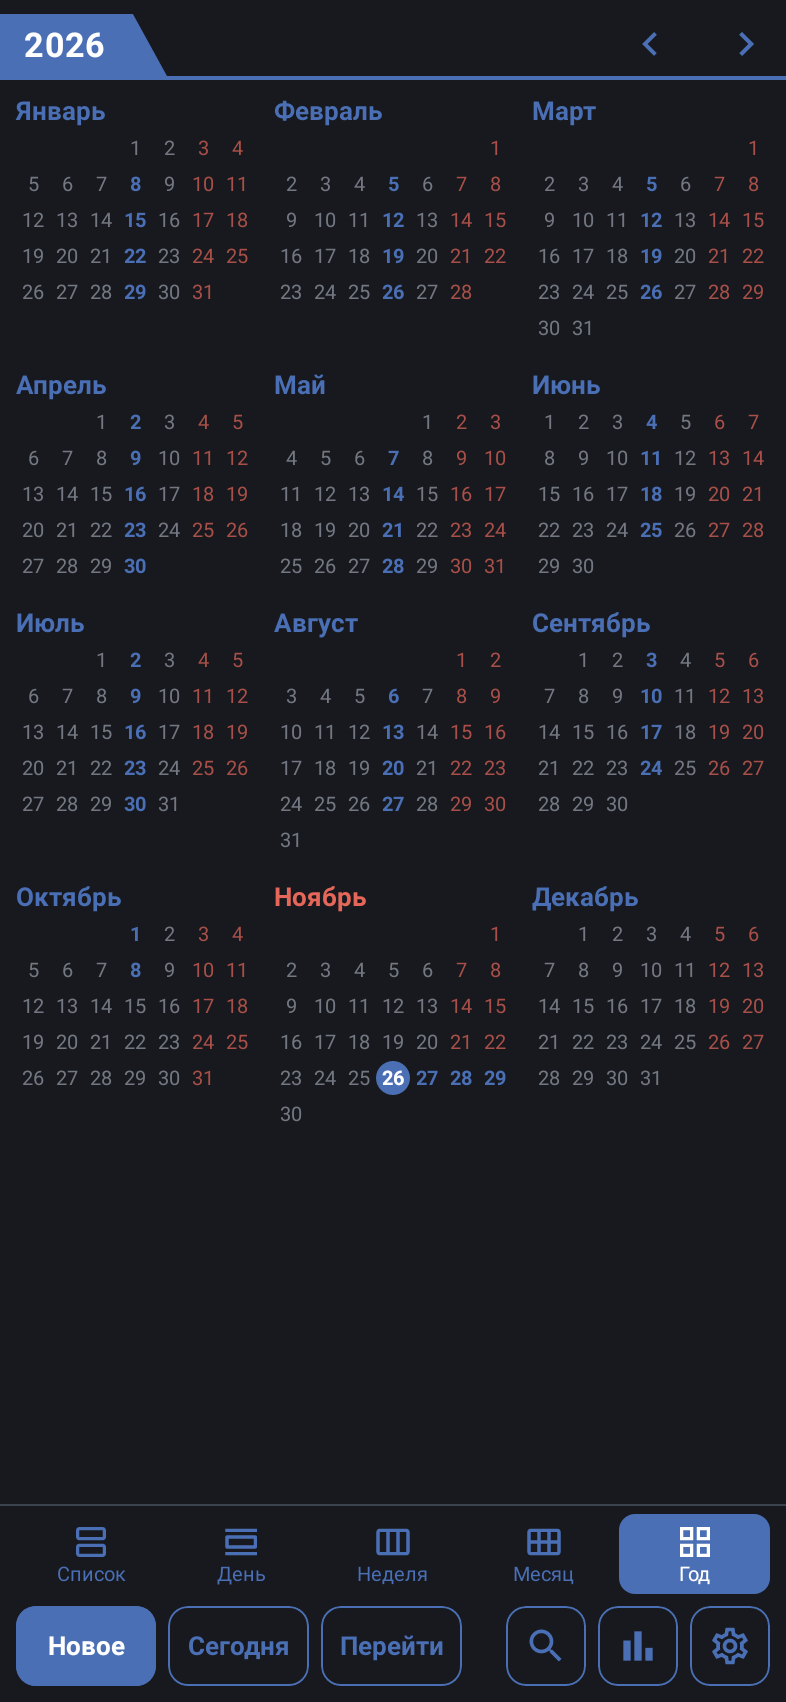 2026
Январь Февраль Март
1 2 3 4 1 1
5 6 7 8 9 10 11 2 3 4 5 6 7 8 2 3 4 5 6 7 8
12 13 14 15 16 17 18 9 10 11 12 13 14 15 9 10 11 12 13 14 15
19 20 21 22 23 24 25 16 17 18 19 20 21 22 16 17 18 19 20 21 22
26 27 28 29 30 31 23 24 25 26 27 28 23 24 25 26 27 28 29
30 31
Апрель Май Июнь
1 2 3 4 5 1 2 3 1 2 3 4 5 6 7
6 7 8 9 10 11 12 4 5 6 7 8 9 10 8 9 10 11 12 13 14
13 14 15 16 17 18 19 11 12 13 14 15 16 17 15 16 17 18 19 20 21
20 21 22 23 24 25 26 18 19 20 21 22 23 24 22 23 24 25 26 27 28
27 28 29 30 25 26 27 28 29 30 31 29 30
Июль Август Сентябрь
1 2 3 4 5 1 2 1 2 3 4 5 6
6 7 8 9 10 11 12 3 4 5 6 7 8 9 7 8 9 10 11 12 13
13 14 15 16 17 18 19 10 11 12 13 14 15 16 14 15 16 17 18 19 20
20 21 22 23 24 25 26 17 18 19 20 21 22 23 21 22 23 24 25 26 27
27 28 29 30 31 24 25 26 27 28 29 30 28 29 30
31
Октябрь Ноябрь Декабрь
1 2 3 4 1 1 2 3 4 5 6
5 6 7 8 9 10 11 2 3 4 5 6 7 8 7 8 9 10 11 12 13
12 13 14 15 16 17 18 9 10 11 12 13 14 15 14 15 16 17 18 19 20
19 20 21 22 23 24 25 16 17 18 19 20 21 22 21 22 23 24 25 26 27
26 27 28 29 30 31 23 24 25 26 27 28 29 28 29 30 31
30
Список День Неделя Месяц Год
Новое Сегодня Перейти